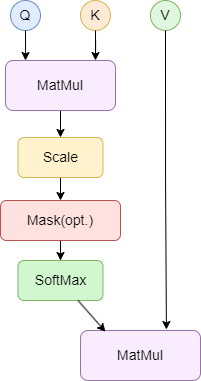 Q K V
MatMul
Scale
Mask(opt.)
SoftMax
MatMul